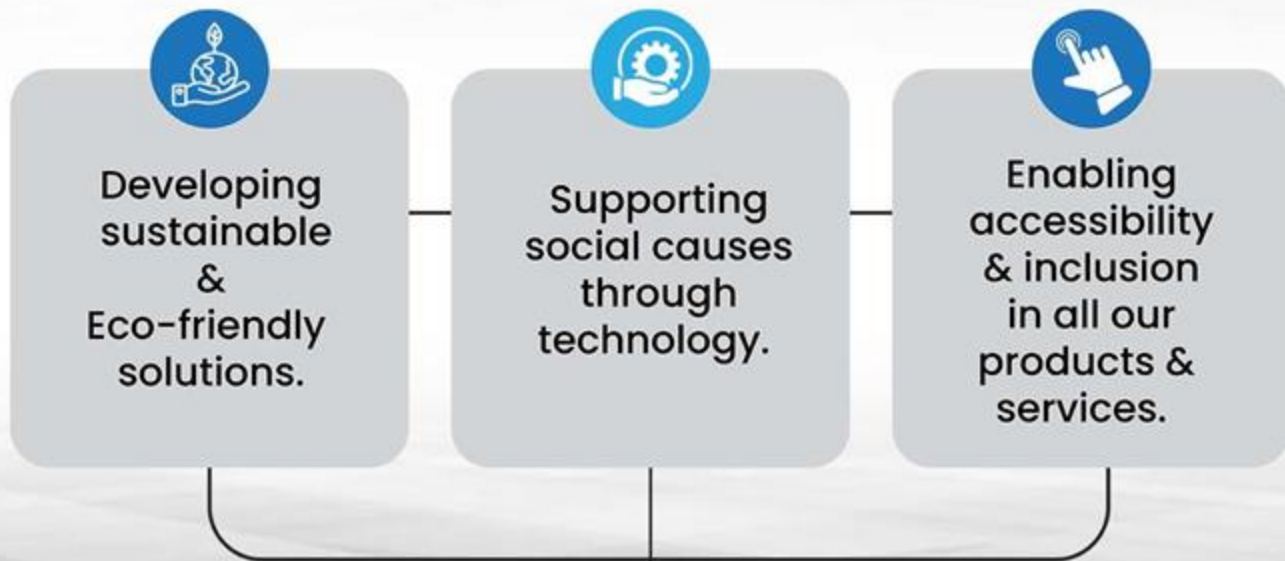 Developing
sustainable
&
Eco-friendly
solutions.
Supporting
social causes
through
technology.
Enabling
accessibility
& inclusion
in all our
products &
services.